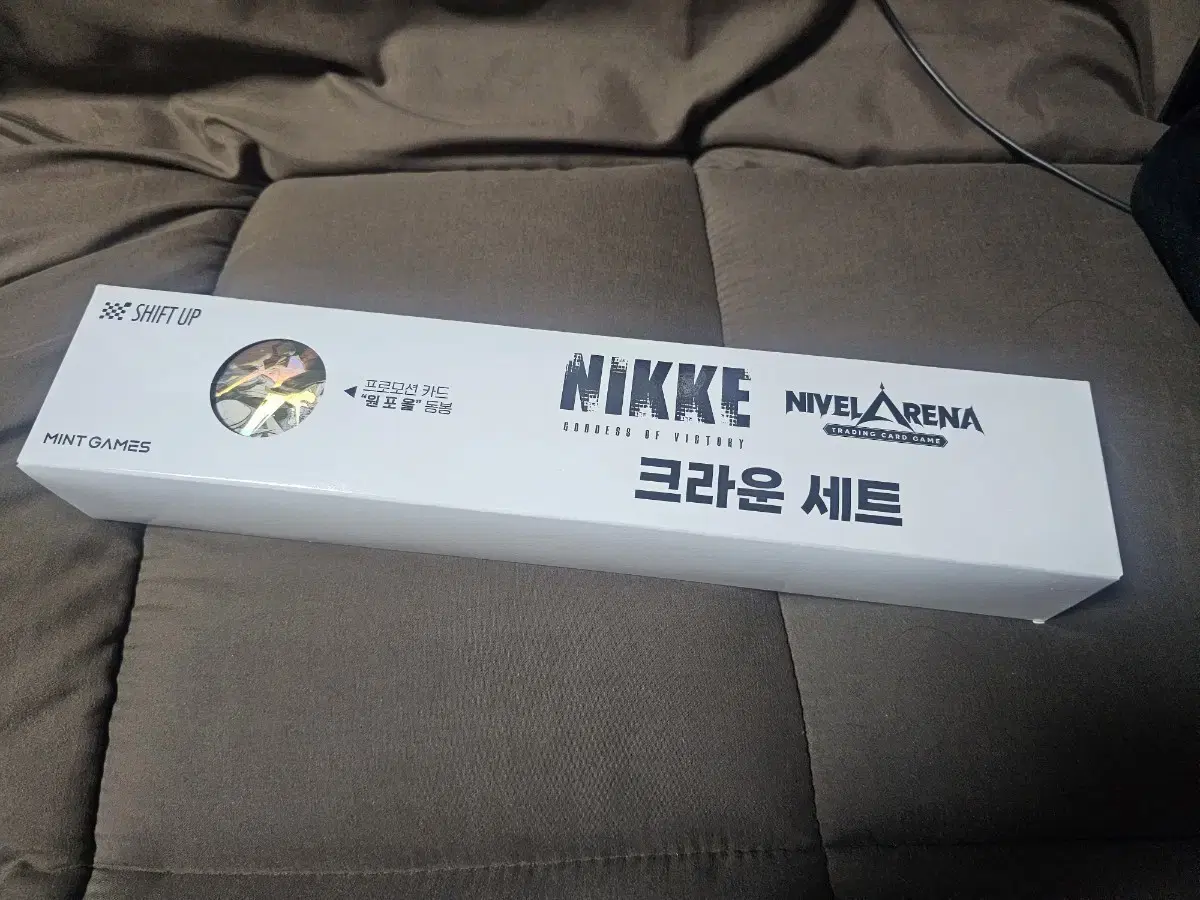 SHIFT UP
프로모션 카드
"원 포 올" 동봉
MINT GAMES
NIKKE
GODDESS OF VICTORY
NIVEL ARENA
TRADING CARD GAME
크라운 세트